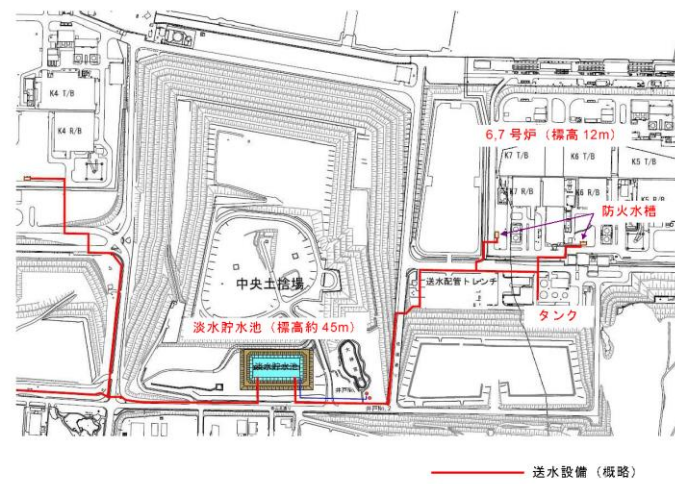 K4 T/B
K4 R/B
6,7 号炉（標高 12m）
K7 T/B
K6 T/B
K5 T/B
K7 R/B
K6 R/B
K5 R/B
防火水槽
中央土捨場
送水配管トレンチ
淡水貯水池（標高約 45m）
タンク
淡水貯水池
送水設備（概略）